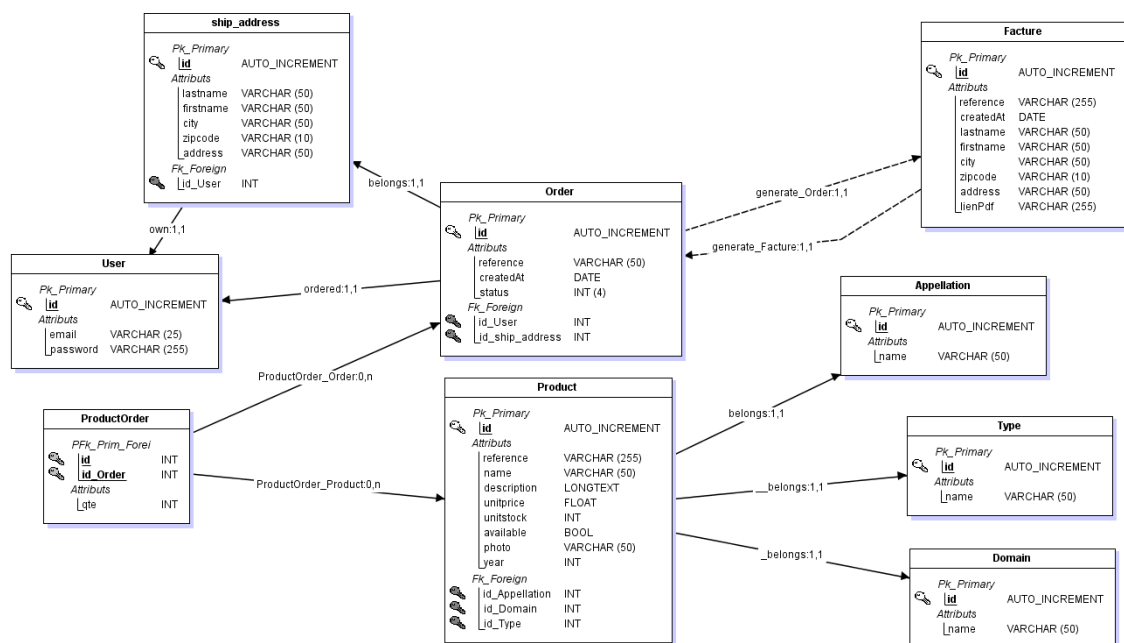 ship_address
Pk_Primary
id AUTO_INCREMENT
Attributs
lastname VARCHAR (50)
firstname VARCHAR (50)
city VARCHAR (50)
zipcode VARCHAR (10)
address VARCHAR (50)
Fk_Foreign
id_User INT
Facture
Pk_Primary
id AUTO_INCREMENT
Attributs
reference VARCHAR (255)
createdAt DATE
lastname VARCHAR (50)
firstname VARCHAR (50)
city VARCHAR (50)
zipcode VARCHAR (10)
address VARCHAR (50)
lienPdf VARCHAR (255)
belongs:1,1
generate_Order:1,1
generate_Facture:1,1
own:1,1
ordered:1,1
Order
Pk_Primary
id AUTO_INCREMENT
Attributs
reference VARCHAR (50)
createdAt DATE
status INT (4)
Fk_Foreign
id_User INT
id_ship_address INT
User
Pk_Primary
id AUTO_INCREMENT
Attributs
email VARCHAR (25)
password VARCHAR (255)
Appellation
Pk_Primary
id AUTO_INCREMENT
Attributs
name VARCHAR (50)
ProductOrder_Order:0,n
ProductOrder_Product:0,n
belongs:1,1
__belongs:1,1
_belongs:1,1
ProductOrder
PFk_Prim_Forei
id INT
id_Order INT
Attributs
qte INT
Product
Pk_Primary
id AUTO_INCREMENT
Attributs
reference VARCHAR (255)
name VARCHAR (50)
description LONGTEXT
unitprice FLOAT
unitstock INT
available BOOL
photo VARCHAR (50)
year INT
Fk_Foreign
id_Appellation INT
id_Domain INT
id_Type INT
Type
Pk_Primary
id AUTO_INCREMENT
Attributs
name VARCHAR (50)
Domain
Pk_Primary
id AUTO_INCREMENT
Attributs
name VARCHAR (50)